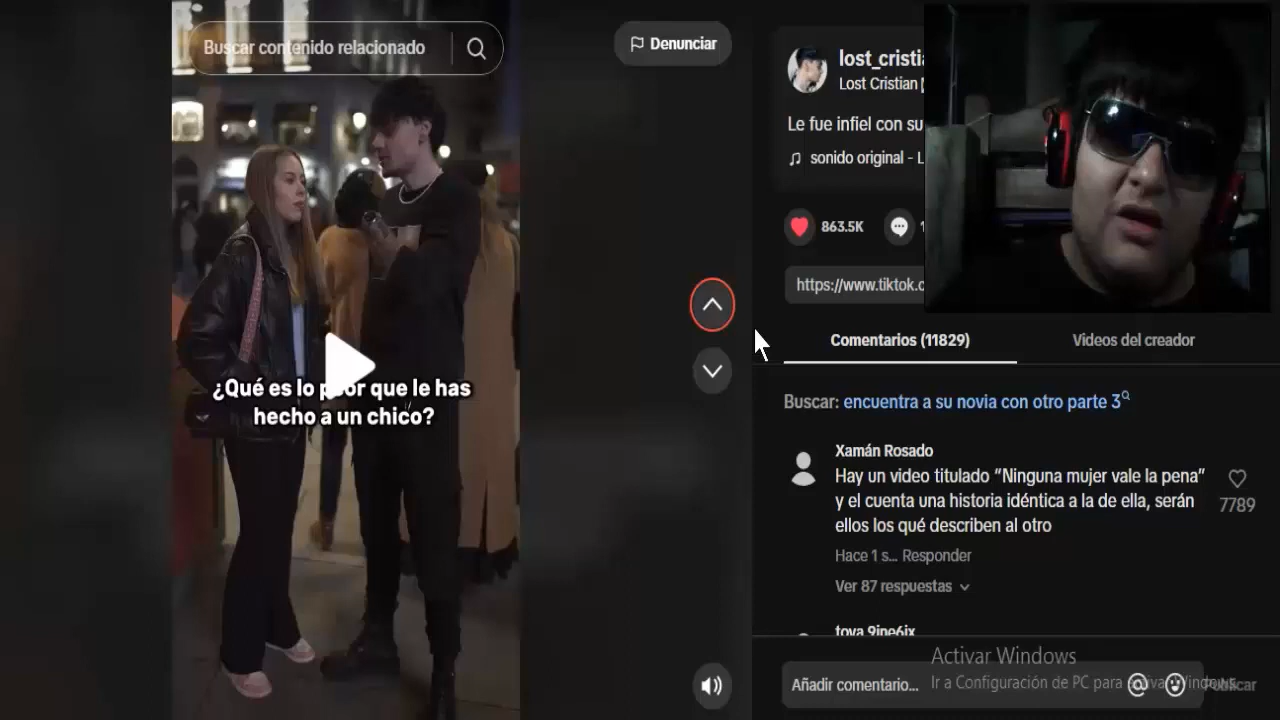 Buscar contenido relacionado
Denunciar
¿Qué es lo peor que le has
hecho a un chico?
Lost Cristian
Le fue infiel con su
sonido original - L
863.5K
https://www.tiktok.c
Comentarios (11829)
Videos del creador
Buscar: encuentra a su novia con otro parte 3
Xamán Rosado
Hay un video titulado “Ninguna mujer vale la pena”
y el cuenta una historia idéntica a la de ella, serán
ellos los qué describen al otro
7789
Hace 1 s... Responder
Ver 87 respuestas
Activar Windows
Añadir comentario...
Ir a Configuración de PC para activar Windows.